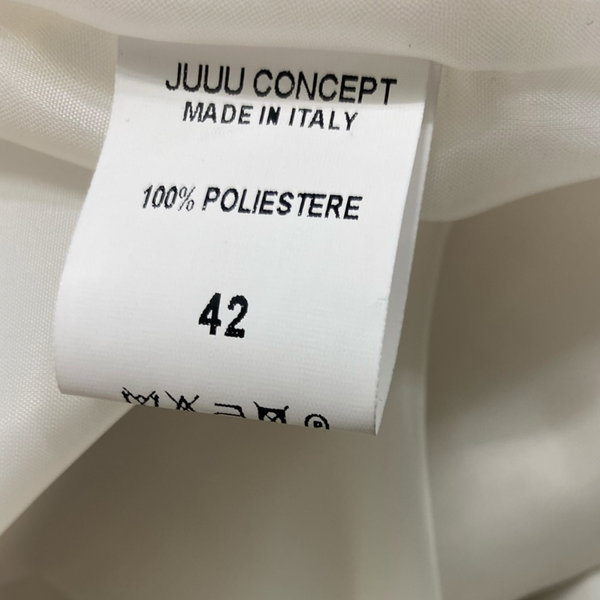 JUUU CONCEPT
MADE IN ITALY
100% POLIESTERE
42